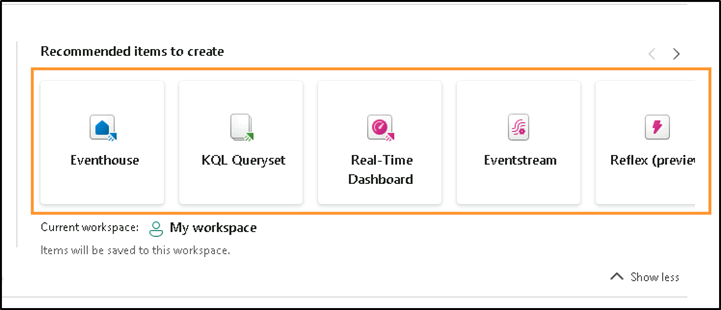 Recommended items to create
Eventhouse
KQL Queryset
Real-Time
Dashboard
Eventstream
Reflex (previe
Current workspace: My workspace
Items will be saved to this workspace.
Show less